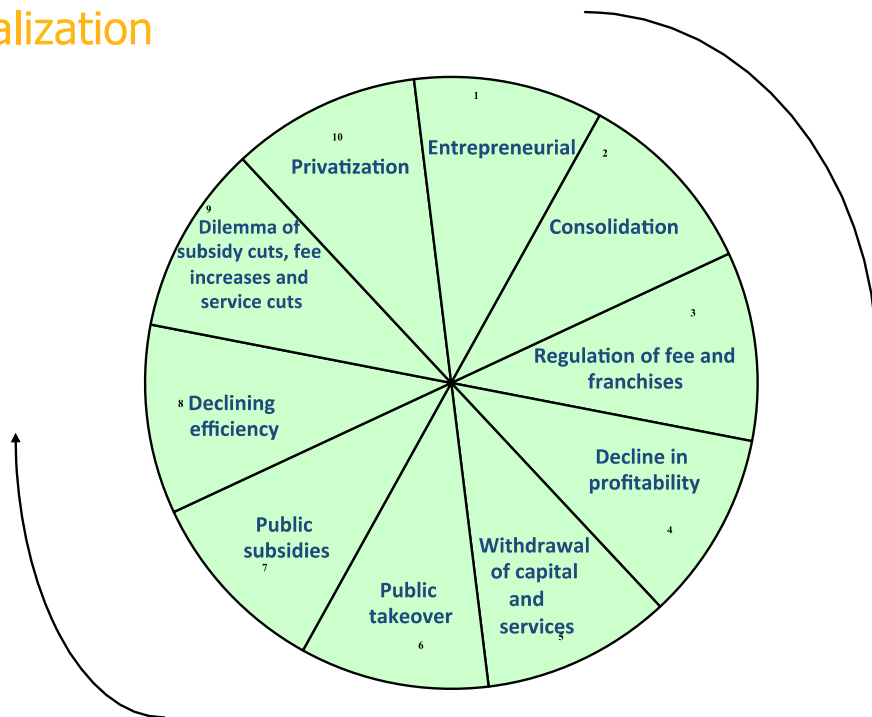 alization
1
Entrepreneurial
2
Consolidation
3
Regulation of fee and
franchises
Decline in
profitability
4
Withdrawal
of capital
and
services
5
Public
takeover
6
Public
subsidies
7
8 Declining
efficiency
9
Dilemma of
subsidy cuts, fee
increases and
service cuts
10
Privatization